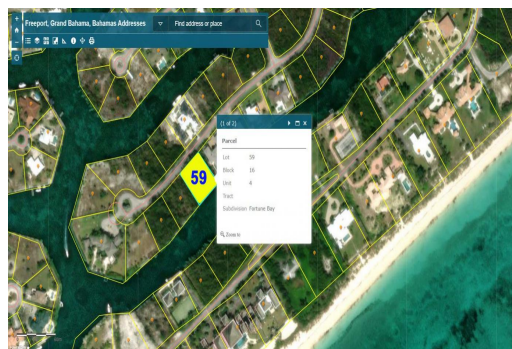 Freeport, Grand Bahama, Bahamas Addresses
Find address or place
(1 of 2)
Parcel
Lot 59
Block 16
Unit 4
Tract
Subdivision Fortune Bay
Zoom to
59